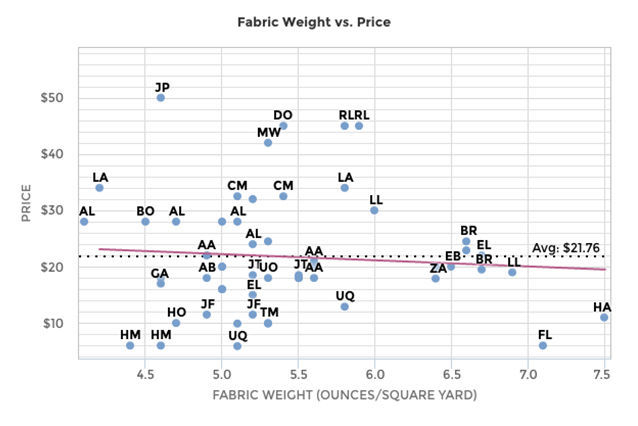 Fabric Weight vs. Price
JP
$50
DO
RLRL
MW
$40
LA
LA
CM
CM
LL
AL
BO
AL
AL
$30
BR
AL
EL
AA
AA
Avg: $21.76
EB
BR
LL
$20
GA
AB
JT
UO
JT
AA
ZA
EL
UQ
HO
JF
JF
TM
HA
$10
HM
HM
UQ
FL
4.5
5.0
5.5
6.0
6.5
7.0
7.5
FABRIC WEIGHT (OUNCES/SQUARE YARD)
PRICE